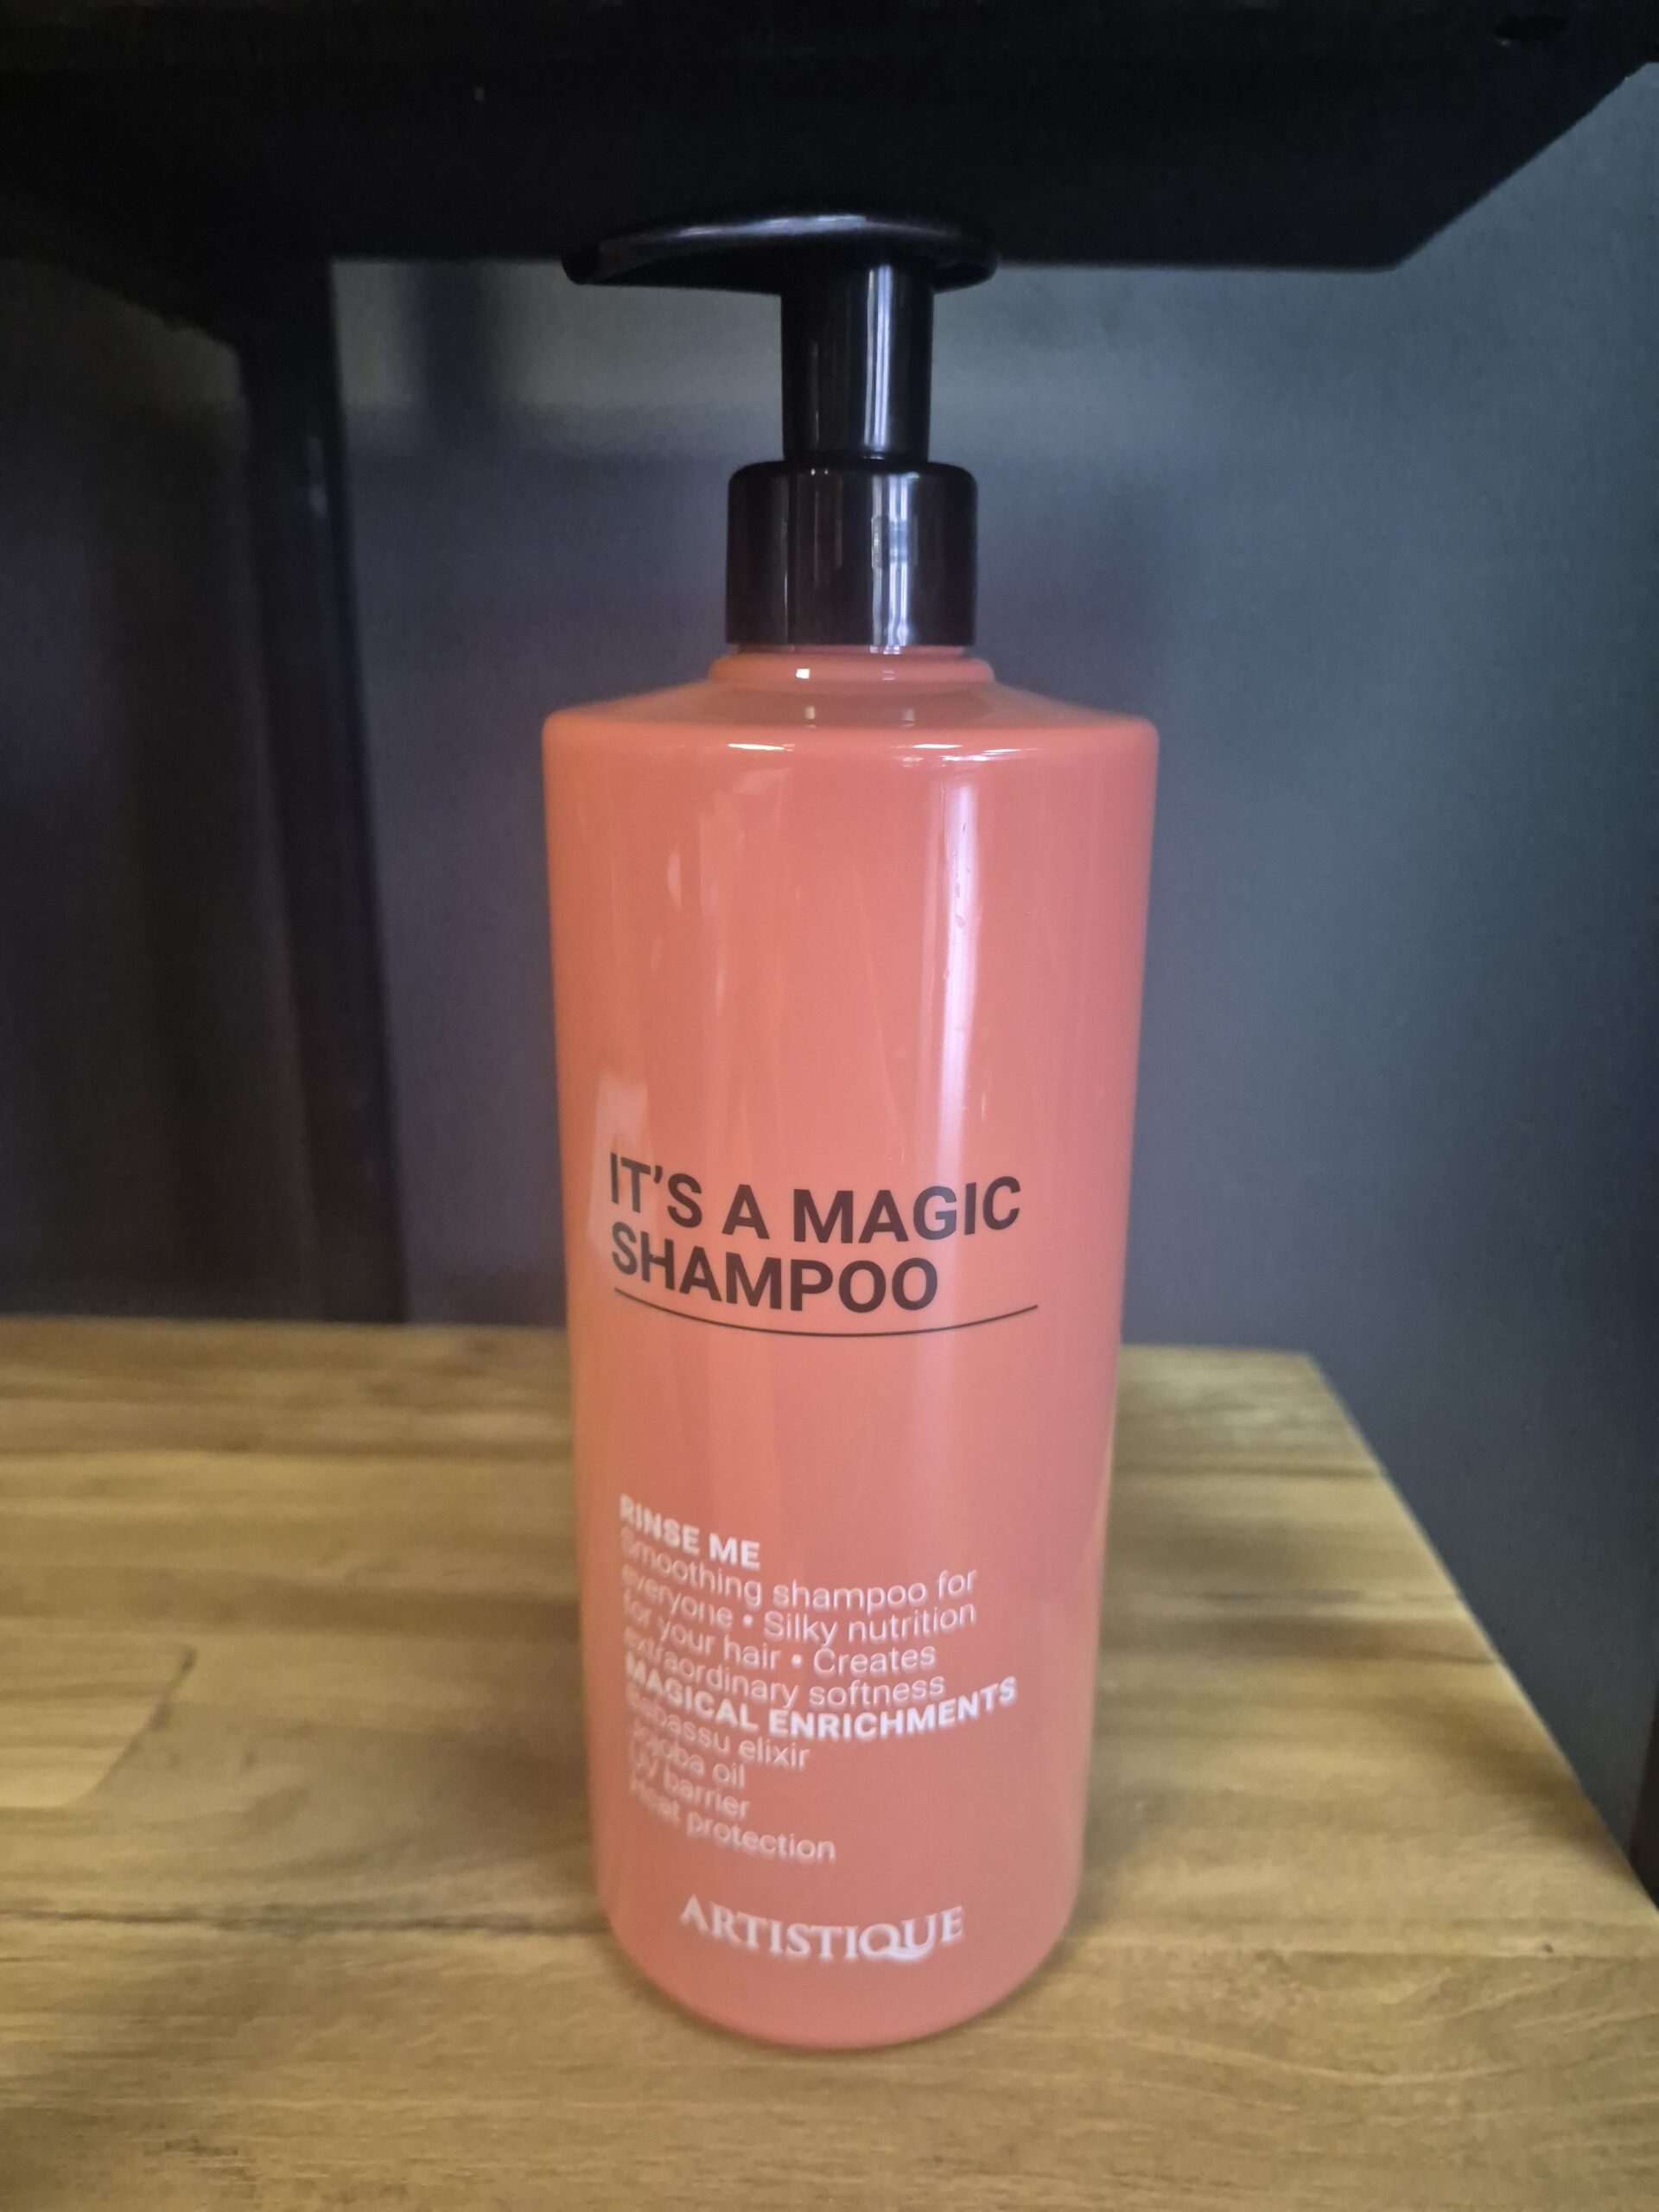 IT'S A MAGIC
SHAMPOO
RINSE ME
Smoothing shampoo for
everyone • Silky nutrition
for your hair • Creates
extraordinary softness
MAGICAL ENRICHMENTS
Babassu elixir
Jojoba oil
UV barrier
Heat protection
ARTISTIQUE